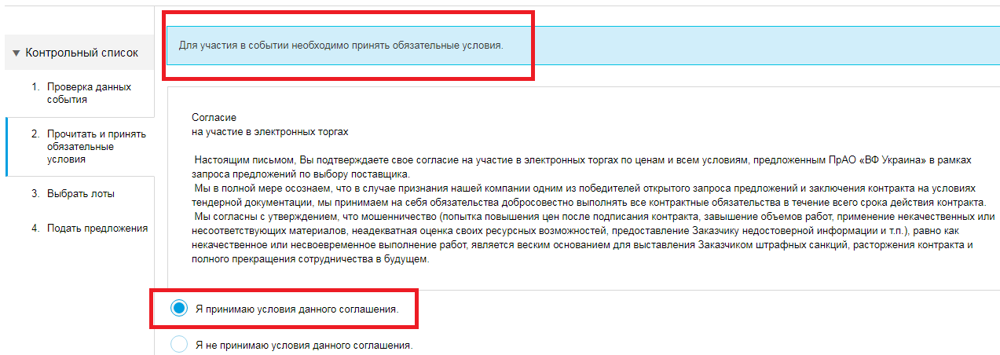 Для участия в событии необходимо принять обязательные условия.
Контрольный список
1. Проверка данных
события
2. Прочитать и принять
обязательные
условия
3. Выбрать лоты
4. Подать предложения
Согласие
на участие в электронных торгах
Настоящим письмом, Вы подтверждаете свое согласие на участие в электронных торгах по ценам и всем условиям, предложенным ПрАО «ВФ Украина» в рамках
запроса предложений по выбору поставщика.
Мы в полной мере осознаем, что в случае признания нашей компании одним из победителей открытого запроса предложений и заключения контракта на условиях
тендерной документации, мы принимаем на себя обязательства добросовестно выполнять все контрактные обязательства в течение всего срока действия контракта.
Мы согласны с утверждением, что мошенничество (попытка повышения цен после подписания контракта, завышение объемов работ, применение некачественных или
несоответствующих материалов, неадекватная оценка своих ресурсных возможностей, предоставление Заказчику недостоверной информации и т.п.), равно как
некачественное или несвоевременное выполнение работ, является веским основанием для выставления Заказчиком штрафных санкций, расторжения контракта и
полного прекращения сотрудничества в будущем.
Я принимаю условия данного соглашения.
Я не принимаю условия данного соглашения.